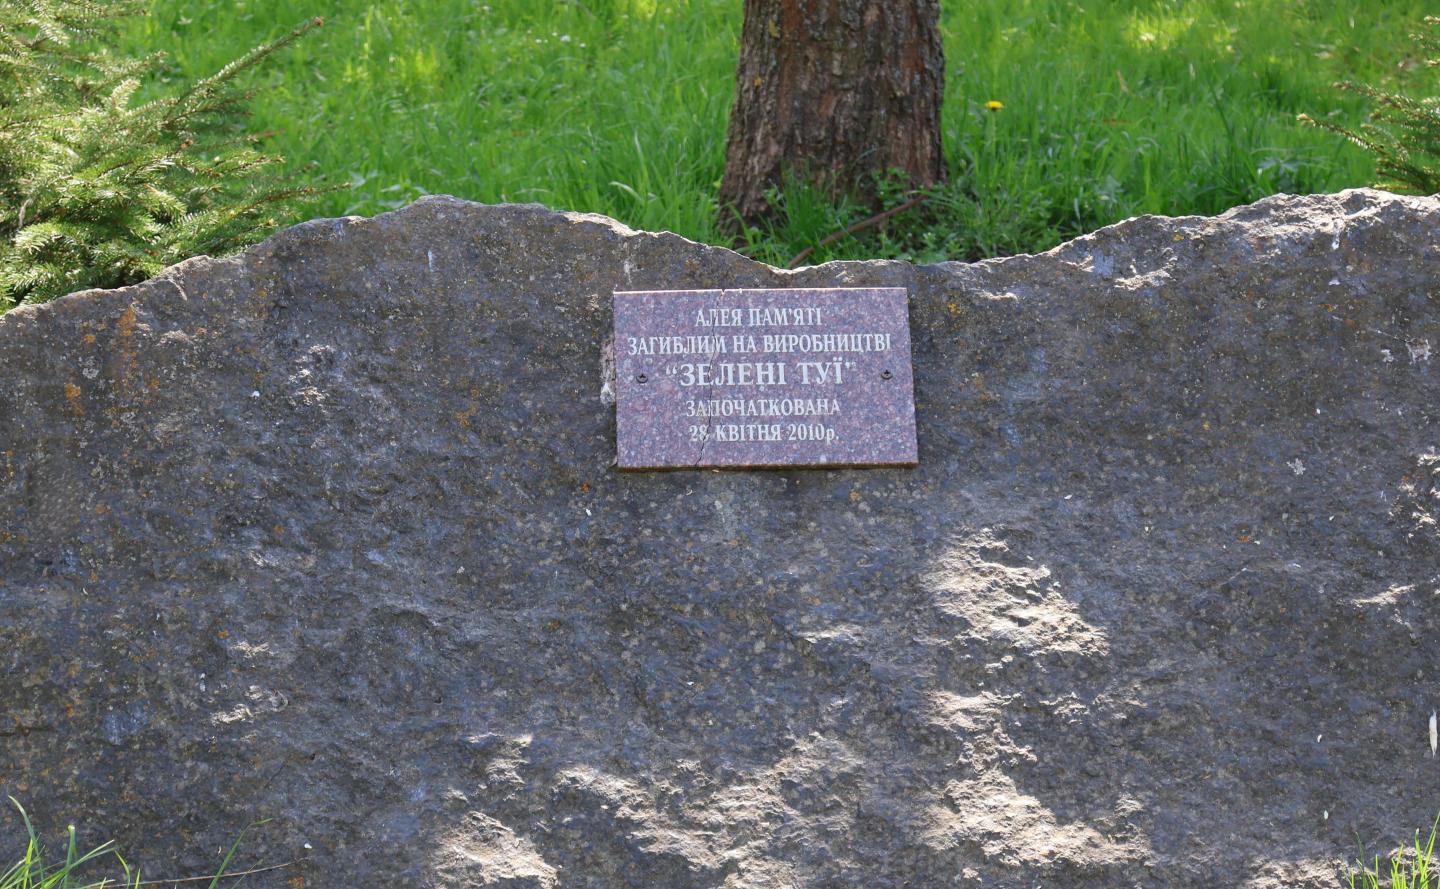 АЛЕЯ ПАМ'ЯТІ
ЗАГИБЛИМ НА ВИРОБНИЦТВІ
“ЗЕЛЕНІ ТУЇ”
ЗАПОЧАТКОВАНА
28 КВІТНЯ 2010р.